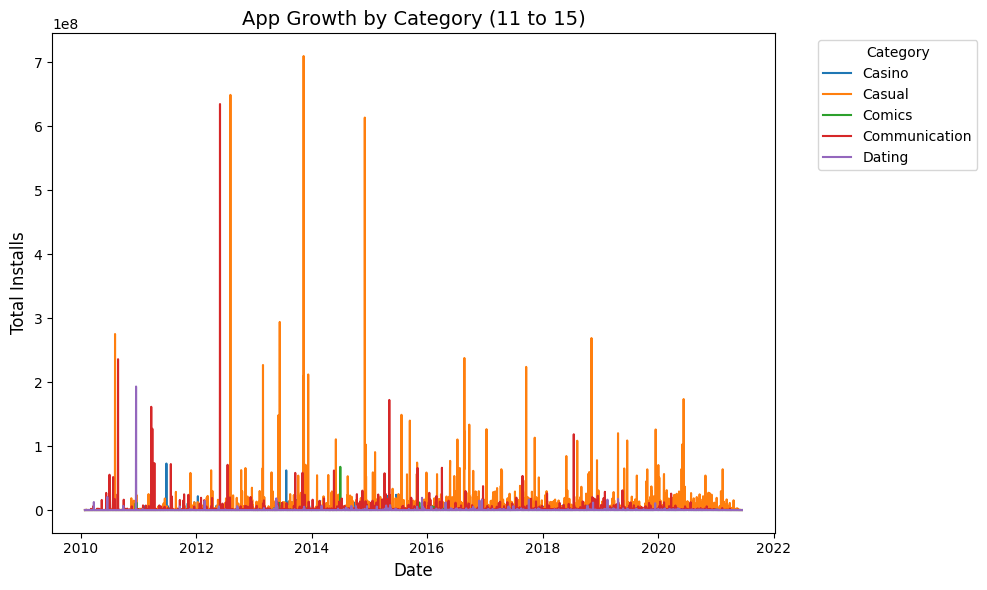 App Growth by Category (11 to 15)
1e8
7
6
5
4
3
2
1
0
Total Installs
2010
2012
2014
2016
2018
2020
2022
Date
Category
Casino
Casual
Comics
Communication
Dating